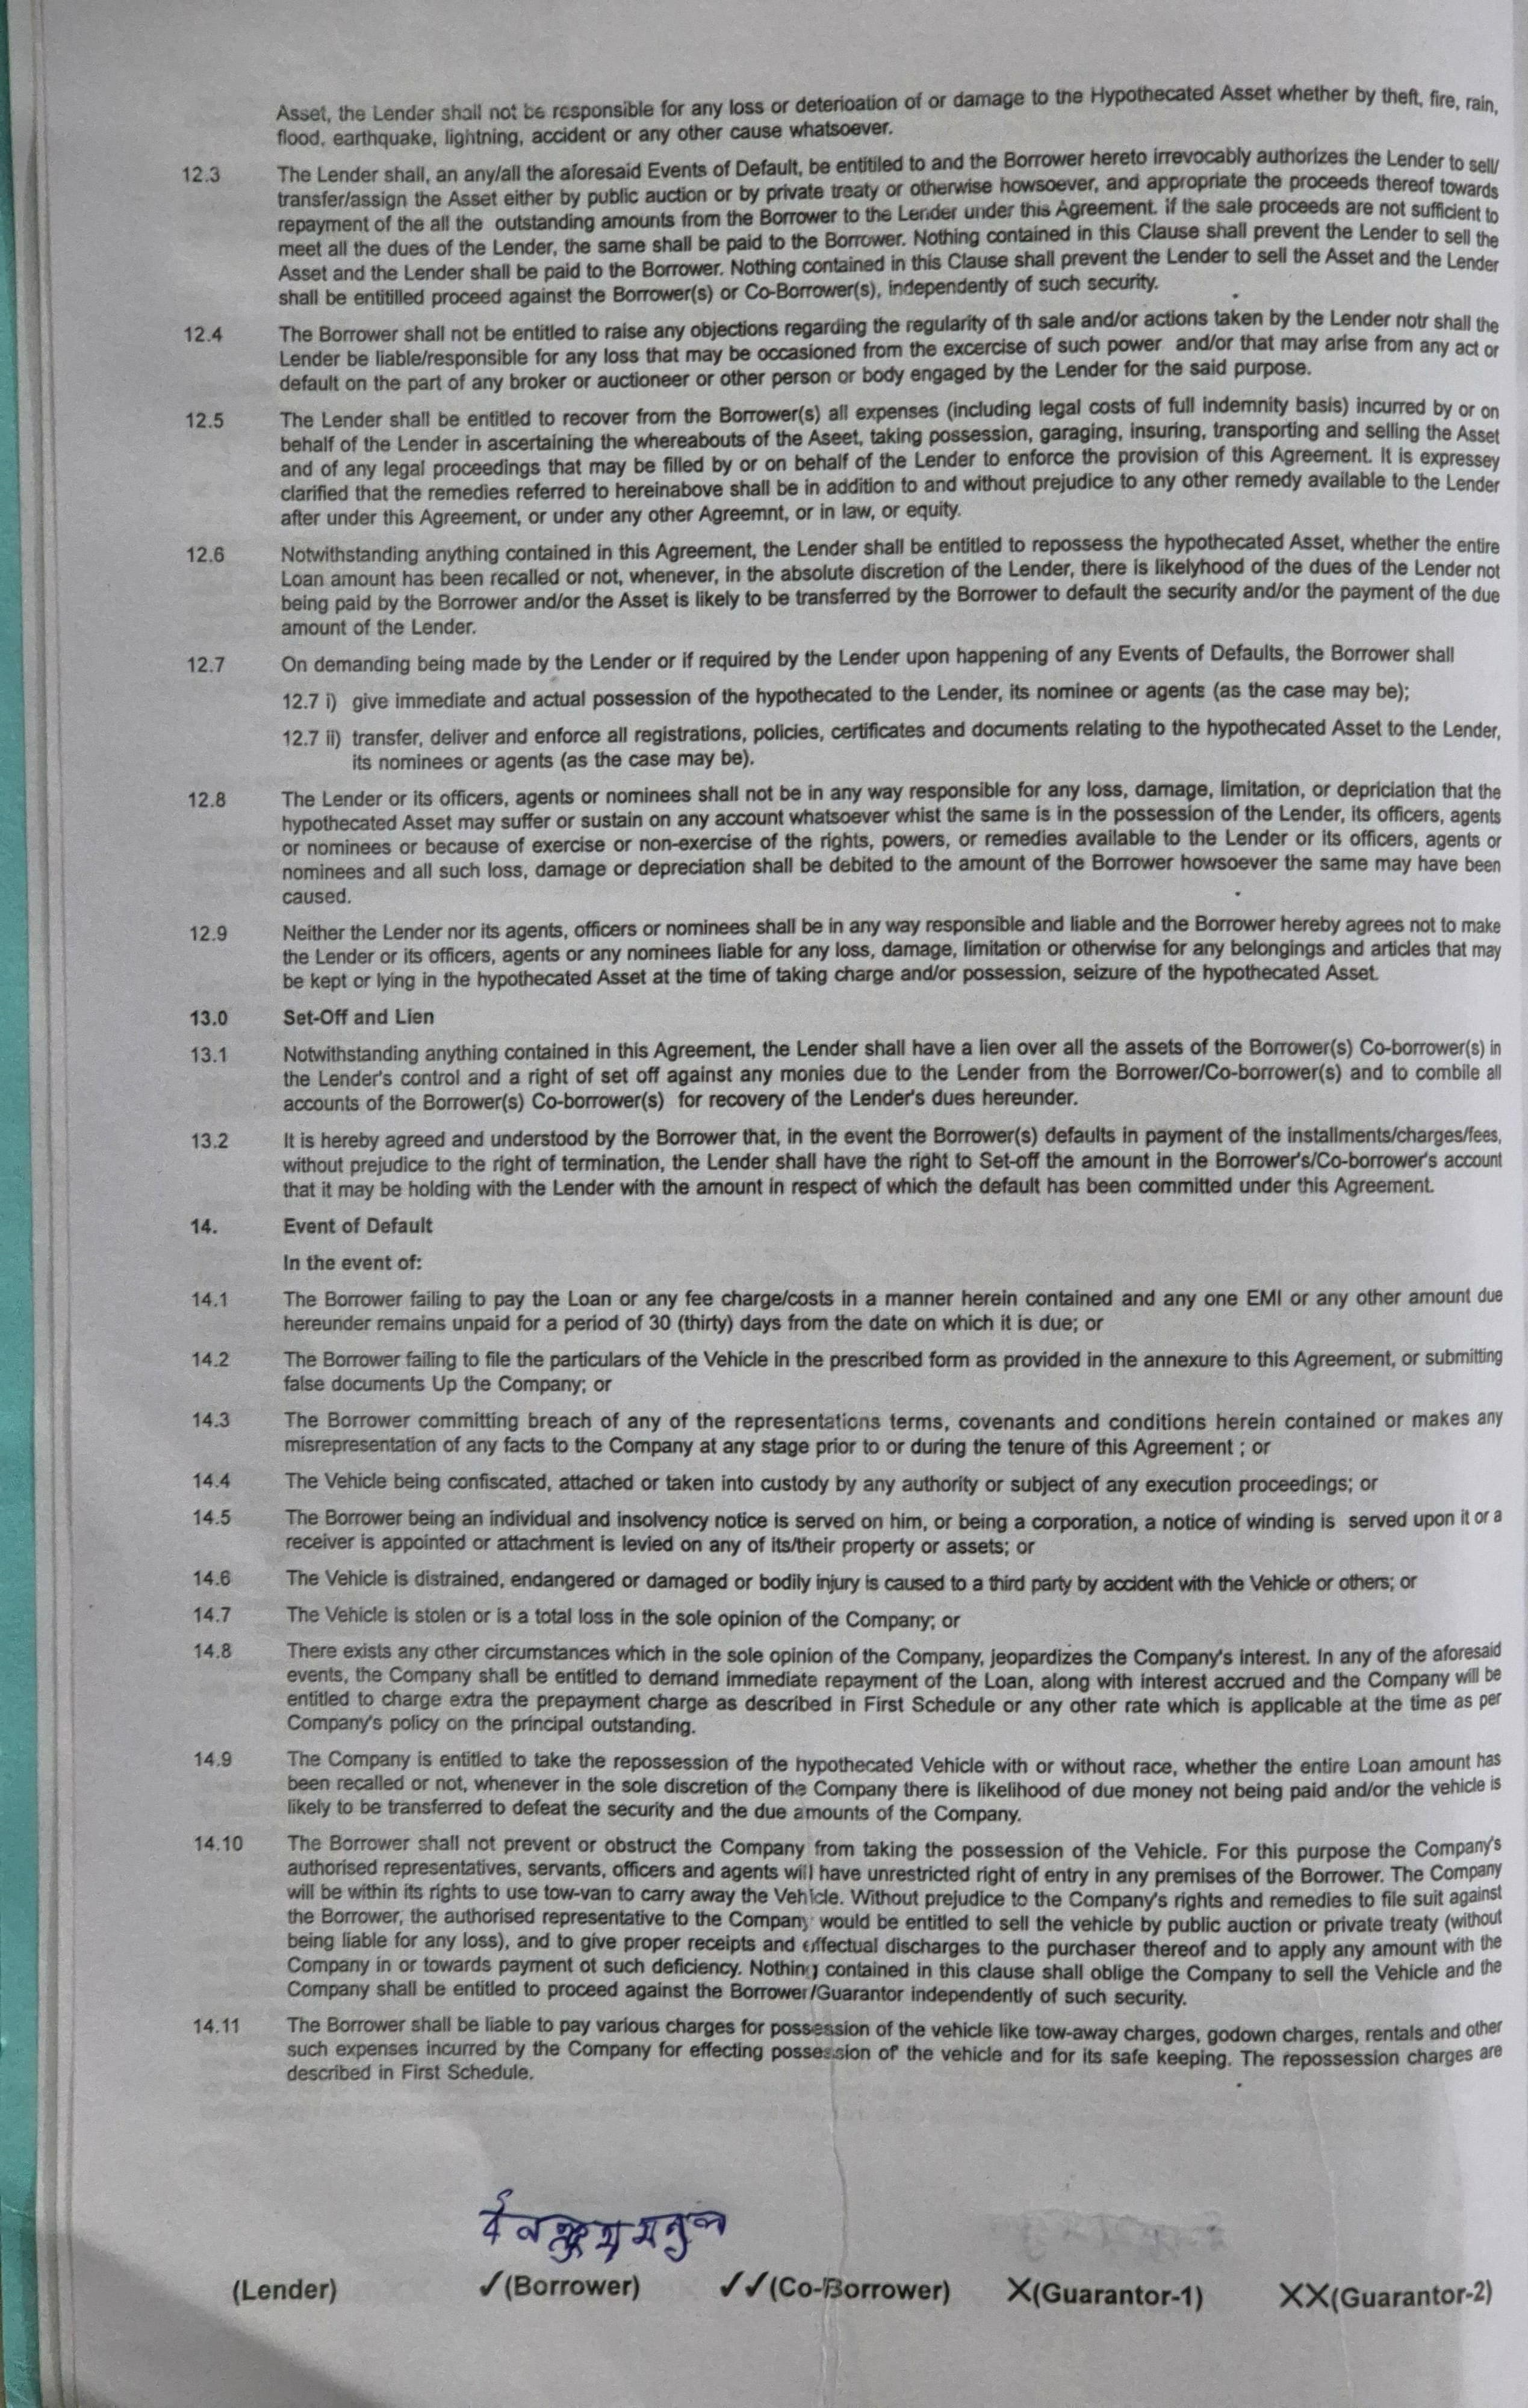 Asset, the Lender shall not be responsible for any loss or deterioation of or damage to the Hypothecated Asset whether by theft, fire, rain,
flood, earthquake, lightning, accident or any other cause whatsoever.
12.3 The Lender shall, an any/all the aforesaid Events of Default, be entitiled to and the Borrower hereto irrevocably authorizes the Lender to sell/
transfer/assign the Asset either by public auction or by private treaty or otherwise howsoever, and appropriate the proceeds thereof towards
repayment of the all the outstanding amounts from the Borrower to the Lender under this Agreement. if the sale proceeds are not sufficient to
meet all the dues of the Lender, the same shall be paid to the Borrower. Nothing contained in this Clause shall prevent the Lender to sell the
Asset and the Lender shall be paid to the Borrower. Nothing contained in this Clause shall prevent the Lender to sell the Asset and the Lender
shall be entitilled proceed against the Borrower(s) or Co-Borrower(s), independently of such security.
12.4 The Borrower shall not be entitled to raise any objections regarding the regularity of th sale and/or actions taken by the Lender notr shall the
Lender be liable/responsible for any loss that may be occasioned from the excercise of such power and/or that may arise from any act or
default on the part of any broker or auctioneer or other person or body engaged by the Lender for the said purpose.
12.5 The Lender shall be entitled to recover from the Borrower(s) all expenses (including legal costs of full indemnity basis) incurred by or on
behalf of the Lender in ascertaining the whereabouts of the Aseet, taking possession, garaging, insuring, transporting and selling the Asset
and of any legal proceedings that may be filled by or on behalf of the Lender to enforce the provision of this Agreement. It is expressey
clarified that the remedies referred to hereinabove shall be in addition to and without prejudice to any other remedy available to the Lender
after under this Agreement, or under any other Agreemnt, or in law, or equity.
12.6 Notwithstanding anything contained in this Agreement, the Lender shall be entitled to repossess the hypothecated Asset, whether the entire
Loan amount has been recalled or not, whenever, in the absolute discretion of the Lender, there is likelyhood of the dues of the Lender not
being paid by the Borrower and/or the Asset is likely to be transferred by the Borrower to default the security and/or the payment of the due
amount of the Lender.
12.7 On demanding being made by the Lender or if required by the Lender upon happening of any Events of Defaults, the Borrower shall
12.7 i) give immediate and actual possession of the hypothecated to the Lender, its nominee or agents (as the case may be);
12.7 ii) transfer, deliver and enforce all registrations, policies, certificates and documents relating to the hypothecated Asset to the Lender,
its nominees or agents (as the case may be).
12.8 The Lender or its officers, agents or nominees shall not be in any way responsible for any loss, damage, limitation, or depriciation that the
hypothecated Asset may suffer or sustain on any account whatsoever whist the same is in the possession of the Lender, its officers, agents
or nominees or because of exercise or non-exercise of the rights, powers, or remedies available to the Lender or its officers, agents or
nominees and all such loss, damage or depreciation shall be debited to the amount of the Borrower howsoever the same may have been
caused.
12.9 Neither the Lender nor its agents, officers or nominees shall be in any way responsible and liable and the Borrower hereby agrees not to make
the Lender or its officers, agents or any nominees liable for any loss, damage, limitation or otherwise for any belongings and articles that may
be kept or lying in the hypothecated Asset at the time of taking charge and/or possession, seizure of the hypothecated Asset.
13.0 Set-Off and Lien
13.1 Notwithstanding anything contained in this Agreement, the Lender shall have a lien over all the assets of the Borrower(s) Co-borrower(s) in
the Lender's control and a right of set off against any monies due to the Lender from the Borrower/Co-borrower(s) and to combile all
accounts of the Borrower(s) Co-borrower(s) for recovery of the Lender's dues hereunder.
13.2 It is hereby agreed and understood by the Borrower that, in the event the Borrower(s) defaults in payment of the installments/charges/fees,
without prejudice to the right of termination, the Lender shall have the right to Set-off the amount in the Borrower's/Co-borrower's account
that it may be holding with the Lender with the amount in respect of which the default has been committed under this Agreement.
14. Event of Default
In the event of:
14.1 The Borrower failing to pay the Loan or any fee charge/costs in a manner herein contained and any one EMI or any other amount due
hereunder remains unpaid for a period of 30 (thirty) days from the date on which it is due; or
14.2 The Borrower failing to file the particulars of the Vehicle in the prescribed form as provided in the annexure to this Agreement, or submitting
false documents Up the Company; or
14.3 The Borrower committing breach of any of the representations terms, covenants and conditions herein contained or makes any
misrepresentation of any facts to the Company at any stage prior to or during the tenure of this Agreement ; or
14.4 The Vehicle being confiscated, attached or taken into custody by any authority or subject of any execution proceedings; or
14.5 The Borrower being an individual and insolvency notice is served on him, or being a corporation, a notice of winding is served upon it or a
receiver is appointed or attachment is levied on any of its/their property or assets; or
14.6 The Vehicle is distrained, endangered or damaged or bodily injury is caused to a third party by accident with the Vehicle or others; or
14.7 The Vehicle is stolen or is a total loss in the sole opinion of the Company; or
14.8 There exists any other circumstances which in the sole opinion of the Company, jeopardizes the Company's interest. In any of the aforesaid
events, the Company shall be entitled to demand immediate repayment of the Loan, along with interest accrued and the Company will be
entitled to charge extra the prepayment charge as described in First Schedule or any other rate which is applicable at the time as per
Company's policy on the principal outstanding.
14.9 The Company is entitled to take the repossession of the hypothecated Vehicle with or without race, whether the entire Loan amount has
been recalled or not, whenever in the sole discretion of the Company there is likelihood of due money not being paid and/or the vehicle is
likely to be transferred to defeat the security and the due amounts of the Company.
14.10 The Borrower shall not prevent or obstruct the Company from taking the possession of the Vehicle. For this purpose the Company's
authorised representatives, servants, officers and agents will have unrestricted right of entry in any premises of the Borrower. The Company
will be within its rights to use tow-van to carry away the Vehicle. Without prejudice to the Company's rights and remedies to file suit against
the Borrower, the authorised representative to the Company would be entitled to sell the vehicle by public auction or private treaty (without
being liable for any loss), and to give proper receipts and effectual discharges to the purchaser thereof and to apply any amount with the
Company in or towards payment ot such deficiency. Nothing contained in this clause shall oblige the Company to sell the Vehicle and the
Company shall be entitled to proceed against the Borrower/Guarantor independently of such security.
14.11 The Borrower shall be liable to pay various charges for possession of the vehicle like tow-away charges, godown charges, rentals and other
such expenses incurred by the Company for effecting possession of the vehicle and for its safe keeping. The repossession charges are
described in First Schedule.
(Lender) ✓(Borrower) ✓✓(Co-Borrower) X(Guarantor-1) XX(Guarantor-2)